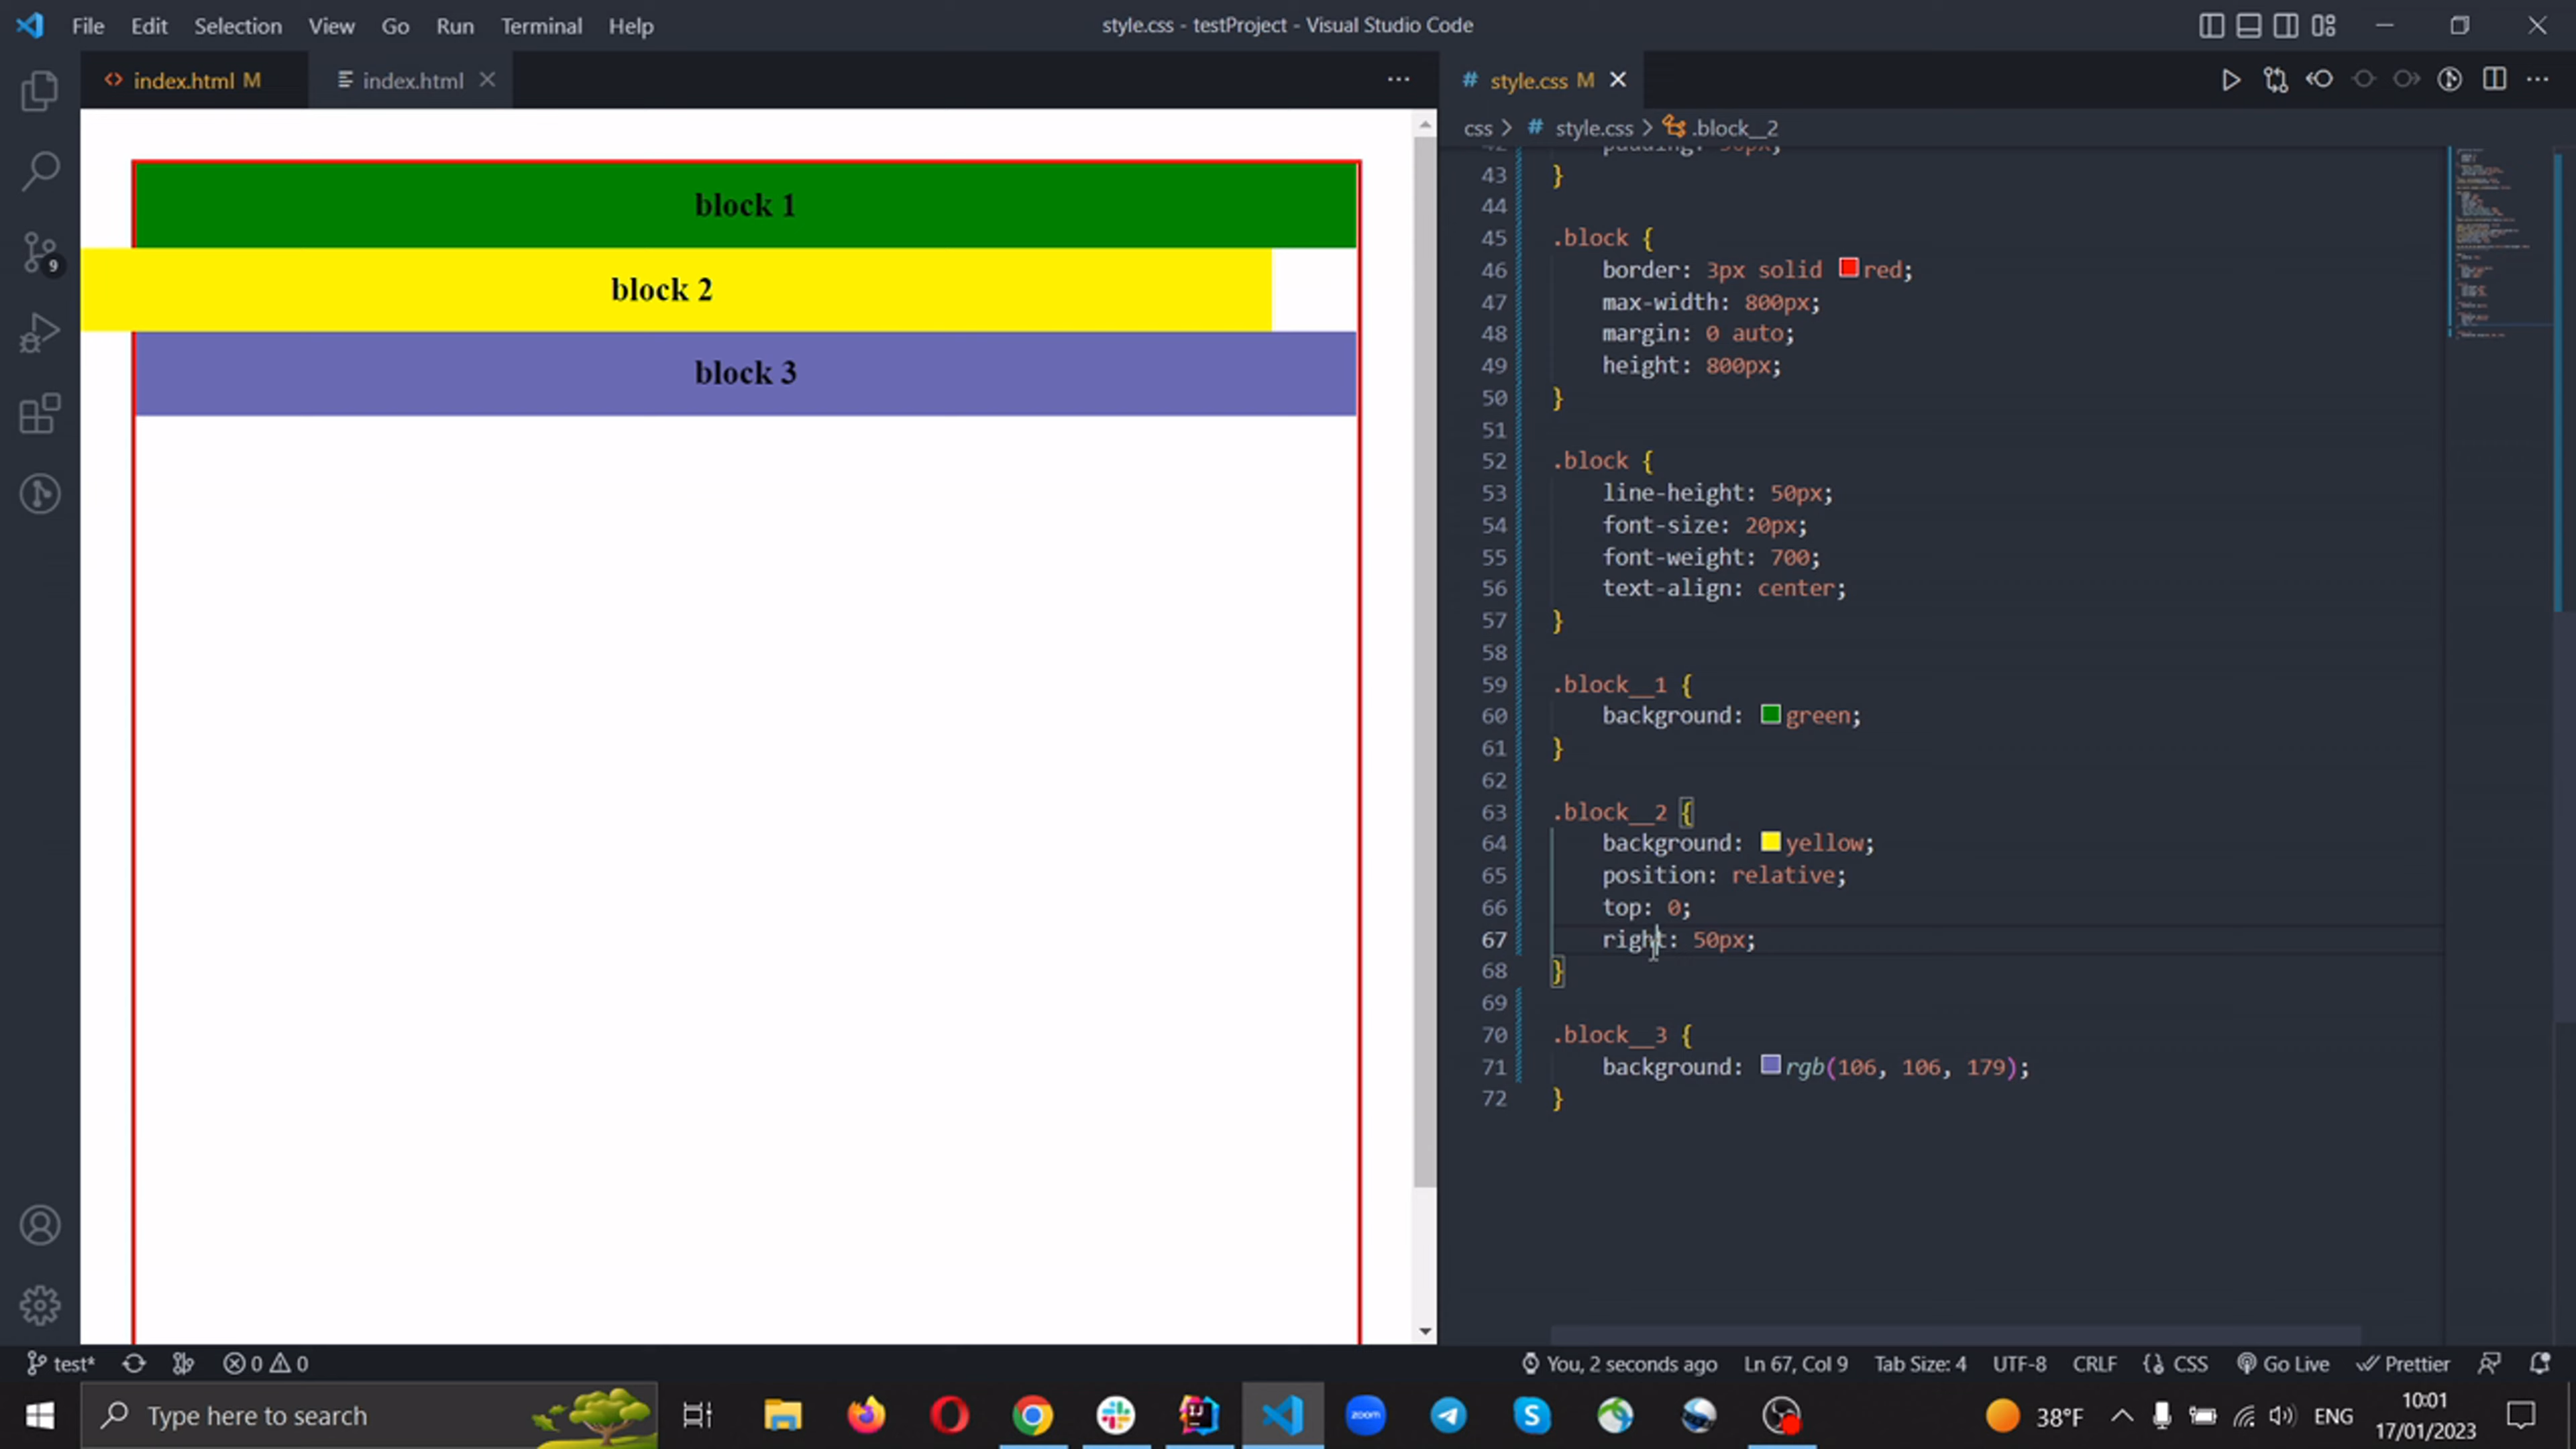 File Edit Selection View Go Run Terminal Help
style.css - testProject - Visual Studio Code
index.html M
index.html
style.css M
css > # style.css > .block__2
block 1
block 2
block 3
43 }
44
45 .block {
46 border: 3px solid red;
47 max-width: 800px;
48 margin: 0 auto;
49 height: 800px;
50 }
51
52 .block {
53 line-height: 50px;
54 font-size: 20px;
55 font-weight: 700;
56 text-align: center;
57 }
58
59 .block__1 {
60 background: green;
61 }
62
63 .block__2 {
64 background: yellow;
65 position: relative;
66 top: 0;
67 right: 50px;
68 }
69
70 .block__3 {
71 background: rgb(106, 106, 179);
72 }
9
test* 0 0
You, 2 seconds ago Ln 67, Col 9 Tab Size: 4 UTF-8 CRLF {} CSS Go Live Prettier
Type here to search
zoom
38°F
ENG
10:01
17/01/2023